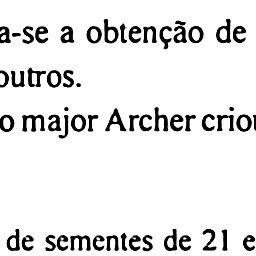 a-se a obtenção de
outros.
o major Archer criou
de sementes de 21 e